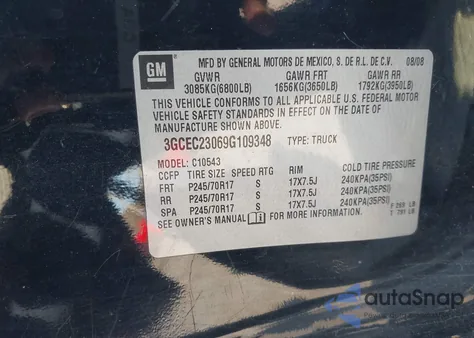 GM
MFD BY GENERAL MOTORS DE MEXICO, S. DE R.L. DE C.V. 08/08
GVWR GAWR FRT GAWR RR
3085KG(6800LB) 1656KG(3650LB) 1792KG(3950LB)
THIS VEHICLE CONFORMS TO ALL APPLICABLE U.S. FEDERAL MOTOR
VEHICLE SAFETY STANDARDS IN EFFECT ON THE DATE OF
MANUFACTURE SHOWN ABOVE.
3GCEC23069G109348 TYPE: TRUCK
MODEL: C10543
CCFP TIRE SIZE SPEED RTG RIM COLD TIRE PRESSURE
FRT P245/70R17 S 17X7.5J 240KPA(35PSI)
RR P245/70R17 S 17X7.5J 240KPA(35PSI)
SPA P245/70R17 S 17X7.5J 240KPA(35PSI)
SEE OWNER'S MANUAL FOR MORE INFORMATION. F 269 LB
T 791 LB
autoSnap